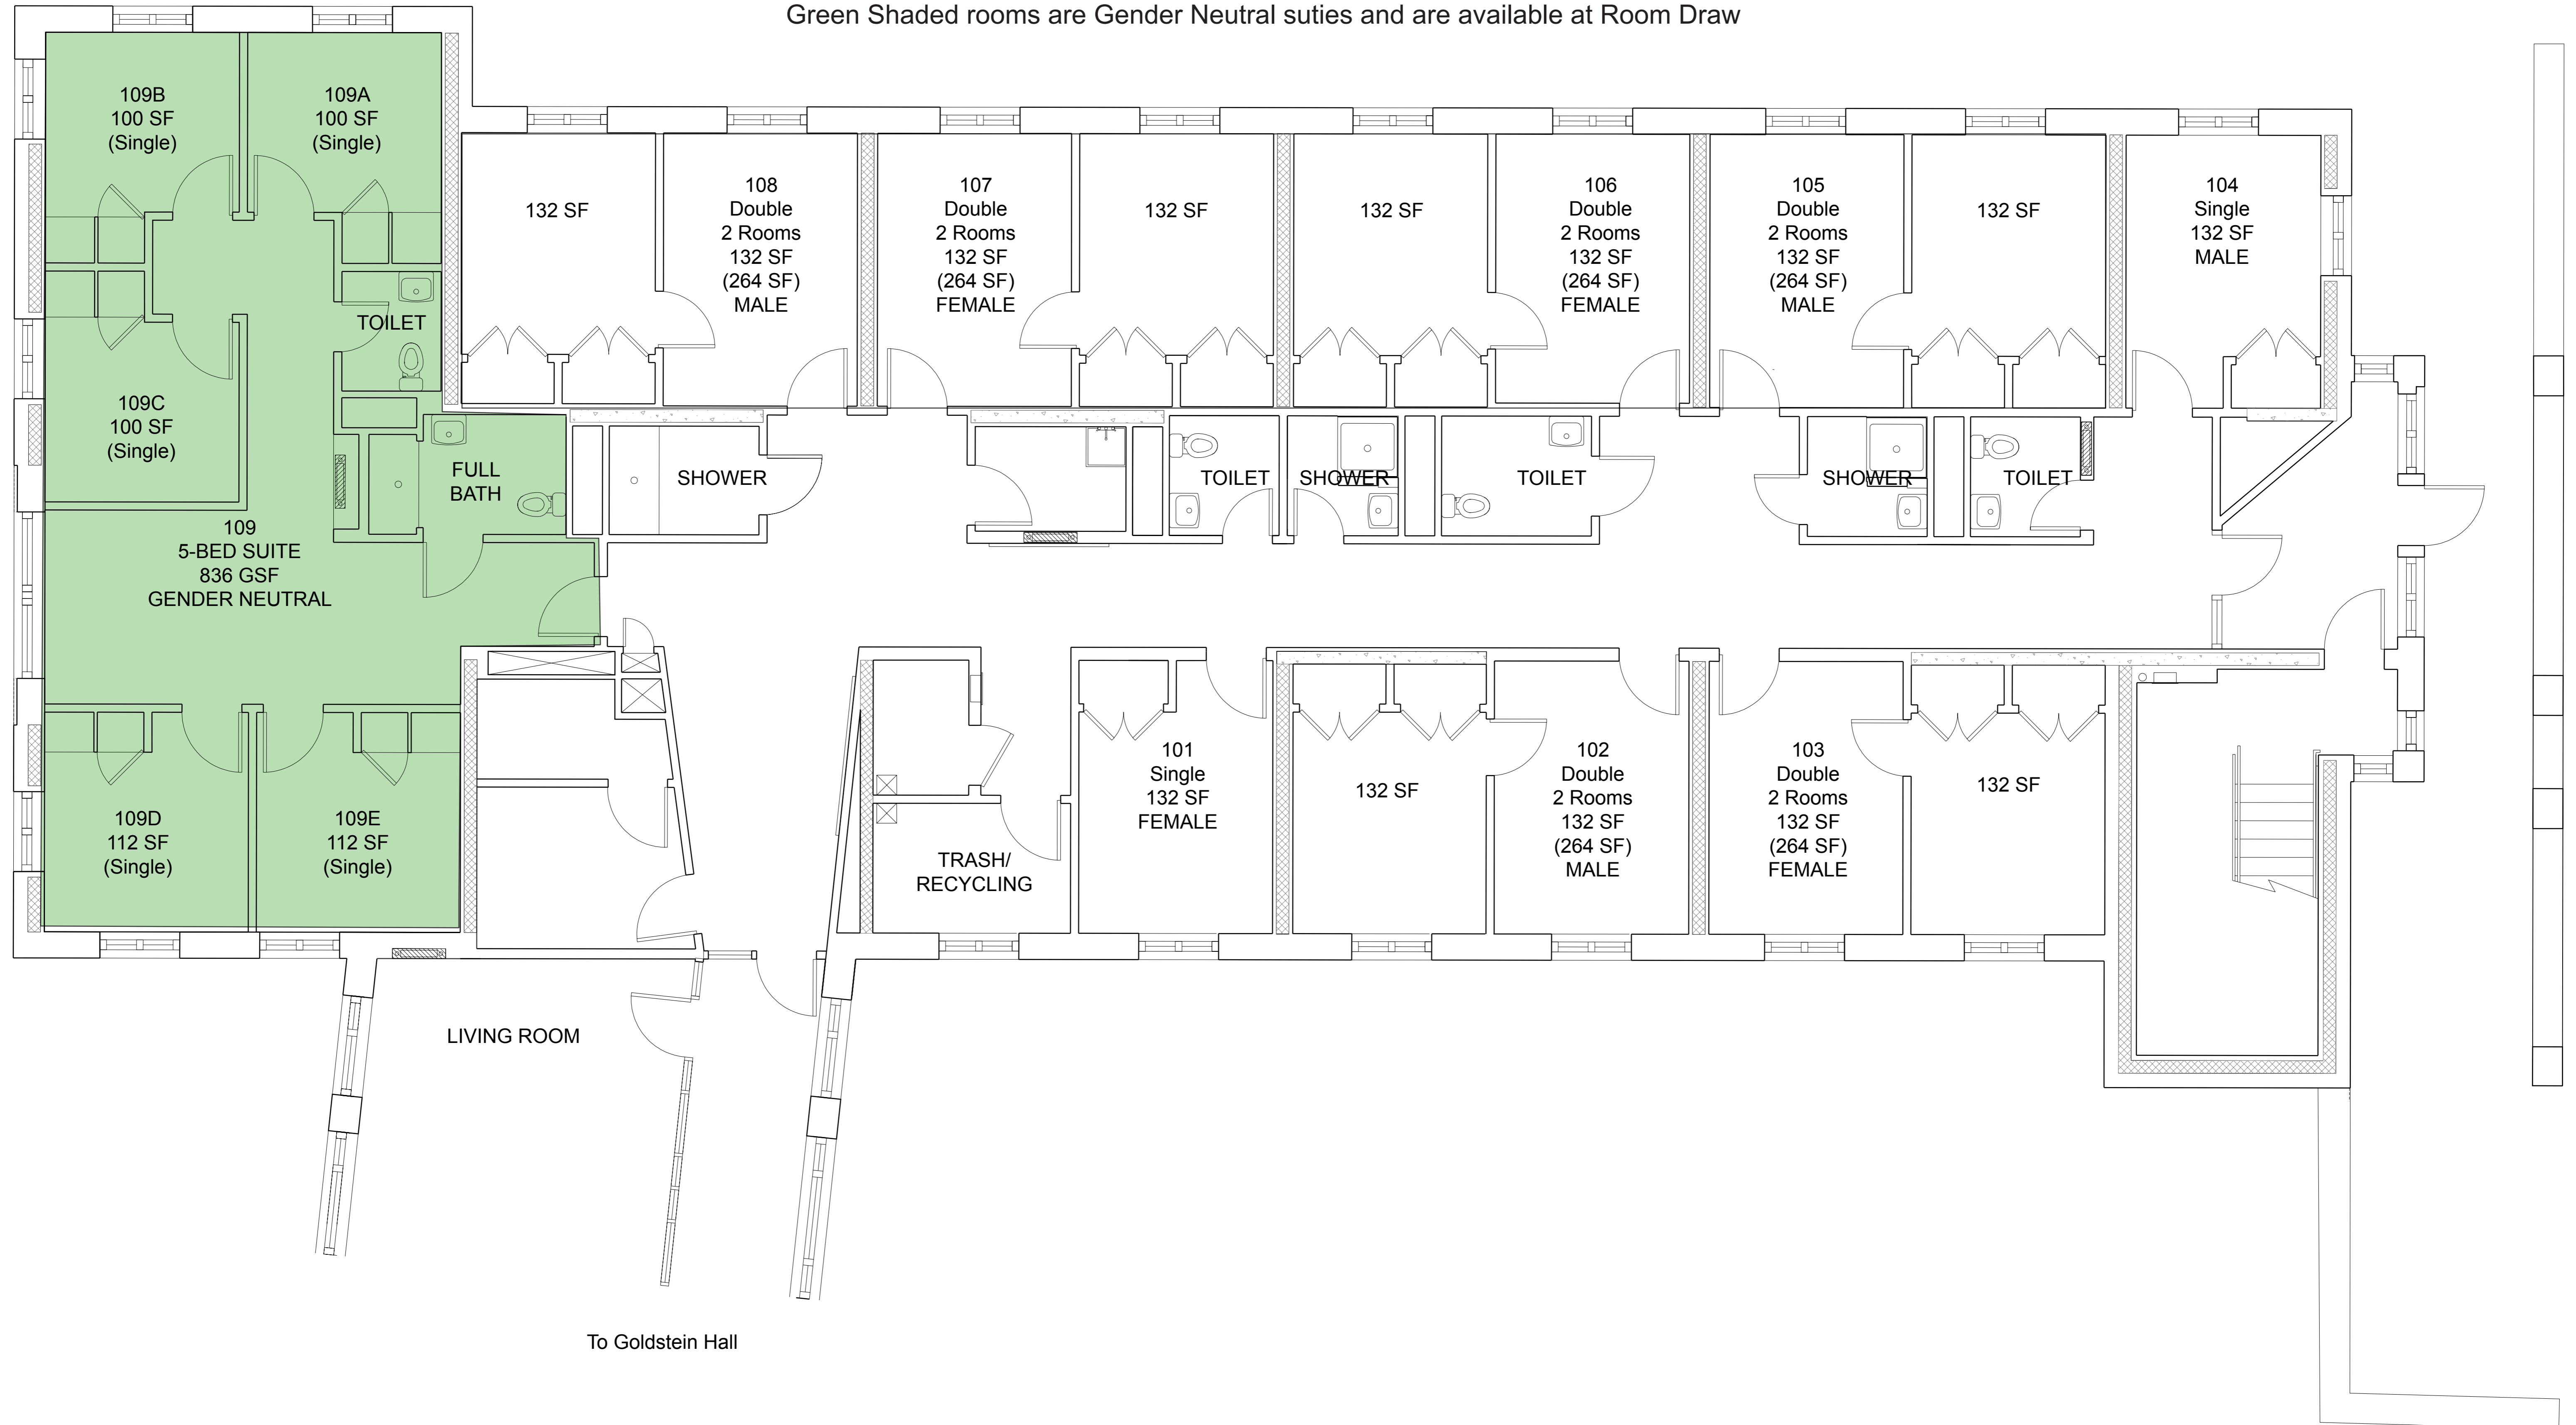 Green Shaded rooms are Gender Neutral suties and are available at Room Draw
109B
100 SF
(Single)
109A
100 SF
(Single)
132 SF
108
Double
2 Rooms
132 SF
(264 SF)
MALE
107
Double
2 Rooms
132 SF
(264 SF)
FEMALE
132 SF
132 SF
106
Double
2 Rooms
132 SF
(264 SF)
FEMALE
105
Double
2 Rooms
132 SF
(264 SF)
MALE
132 SF
104
Single
132 SF
MALE
TOILET
109C
100 SF
(Single)
FULL
BATH
SHOWER
TOILET
SHOWER
TOILET
SHOWER
TOILET
109
5-BED SUITE
836 GSF
GENDER NEUTRAL
109D
112 SF
(Single)
109E
112 SF
(Single)
TRASH/
RECYCLING
101
Single
132 SF
FEMALE
132 SF
102
Double
2 Rooms
132 SF
(264 SF)
MALE
103
Double
2 Rooms
132 SF
(264 SF)
FEMALE
132 SF
LIVING ROOM
To Goldstein Hall